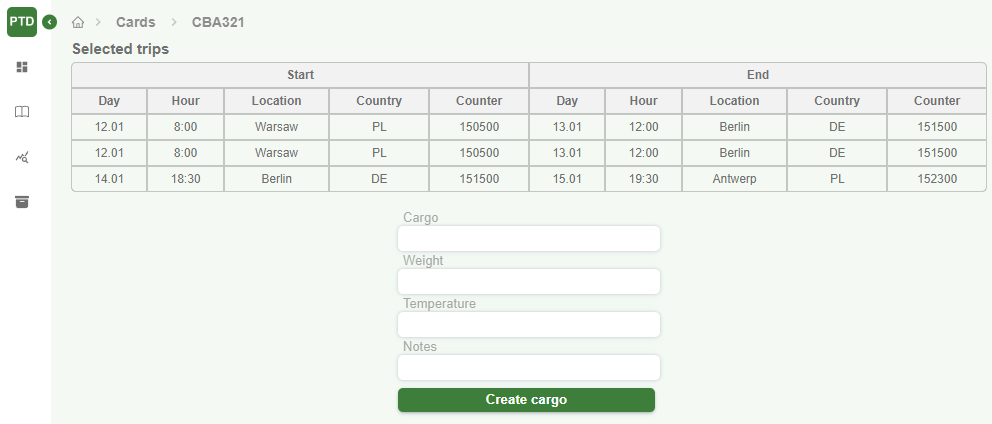 PTD
Cards CBA321
Selected trips
Start End
Day Hour Location Country Counter Day Hour Location Country Counter
12.01 8:00 Warsaw PL 150500 13.01 12:00 Berlin DE 151500
12.01 8:00 Warsaw PL 150500 13.01 12:00 Berlin DE 151500
14.01 18:30 Berlin DE 151500 15.01 19:30 Antwerp PL 152300
Cargo
Weight
Temperature
Notes
Create cargo